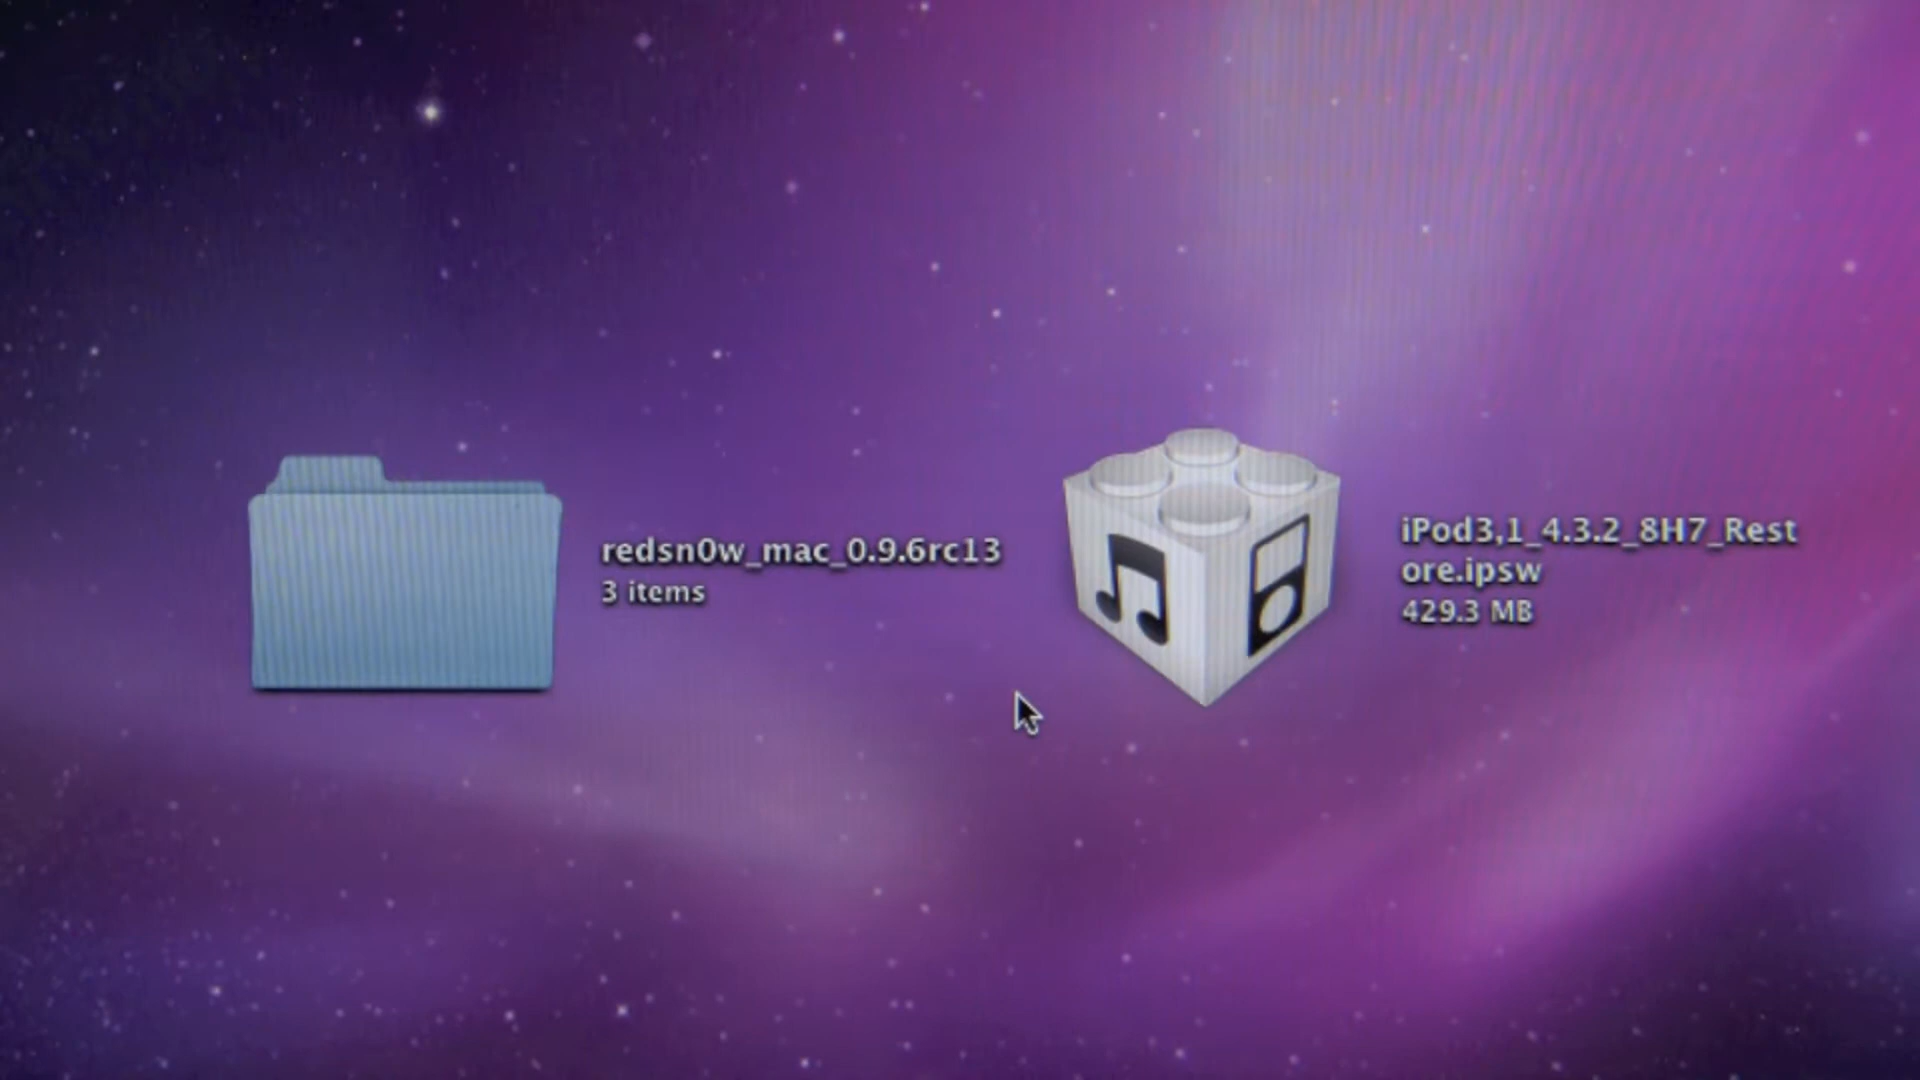 redsn0w_mac_0.9.6rc13
3 items
iPod3,1_4.3.2_8H7_Rest
ore.ipsw
429.3 MB